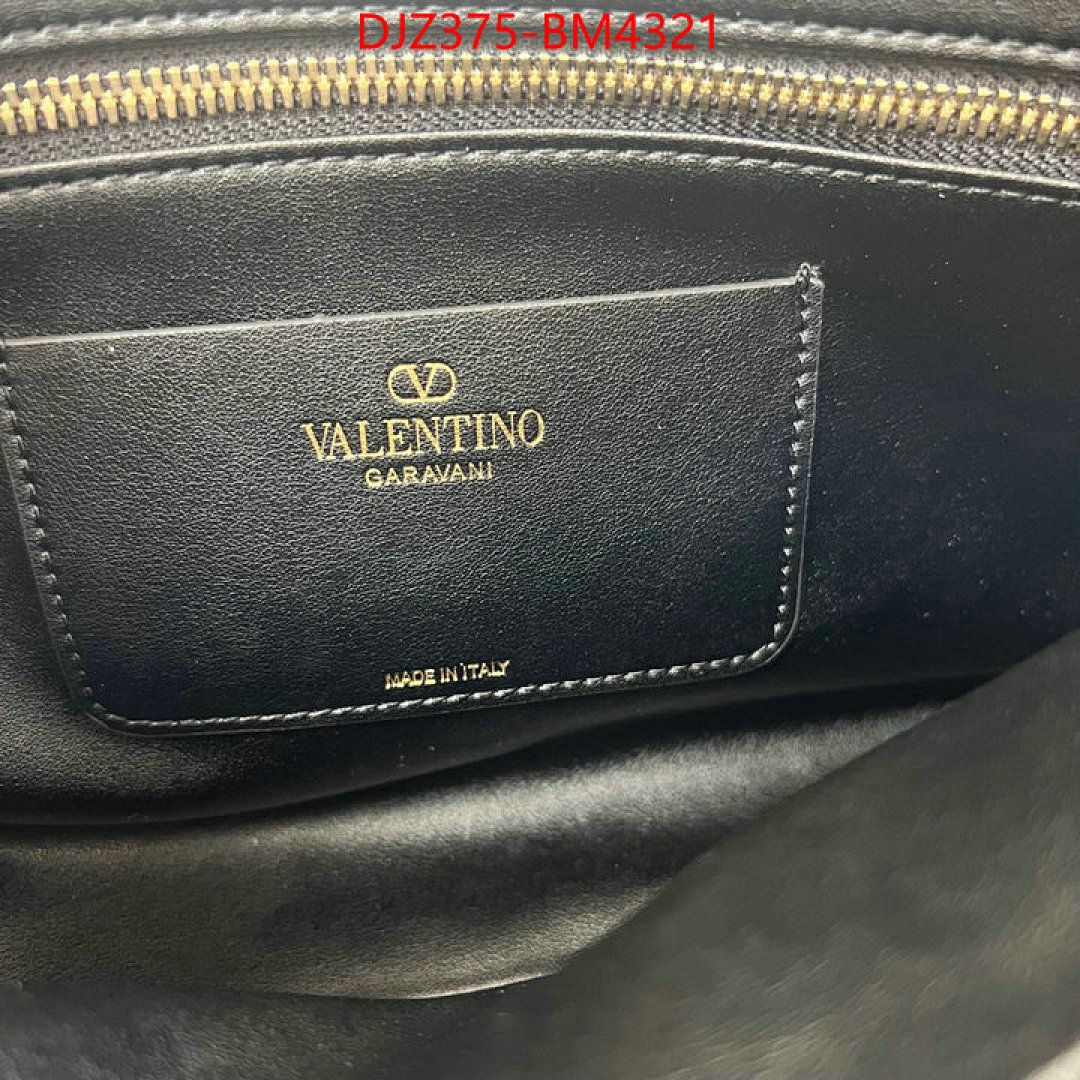 DJZ375-BM4321
V
VALENTINO
GARAVANI
MADE IN ITALY